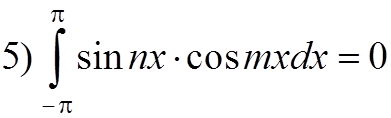 5) ∫_{-π}^{π} sin nx · cos mxdx = 0